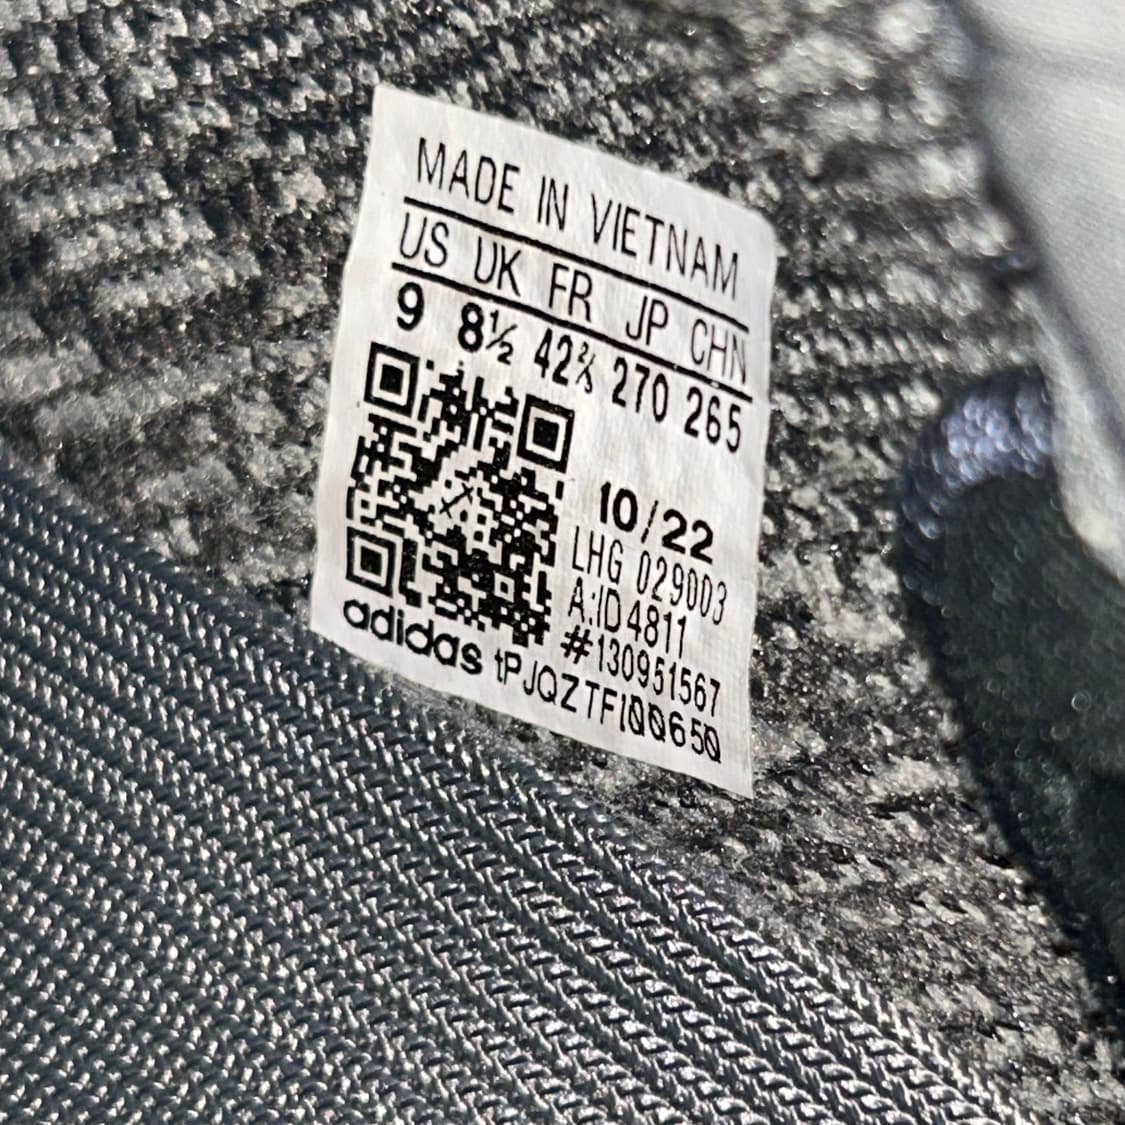 MADE IN VIETNAM
US UK FR JP CHN
9 8½ 42⅔ 270 265
10/22
LHG 029003
A:ID4811
#130951567
adidas tPJQZTFI00650